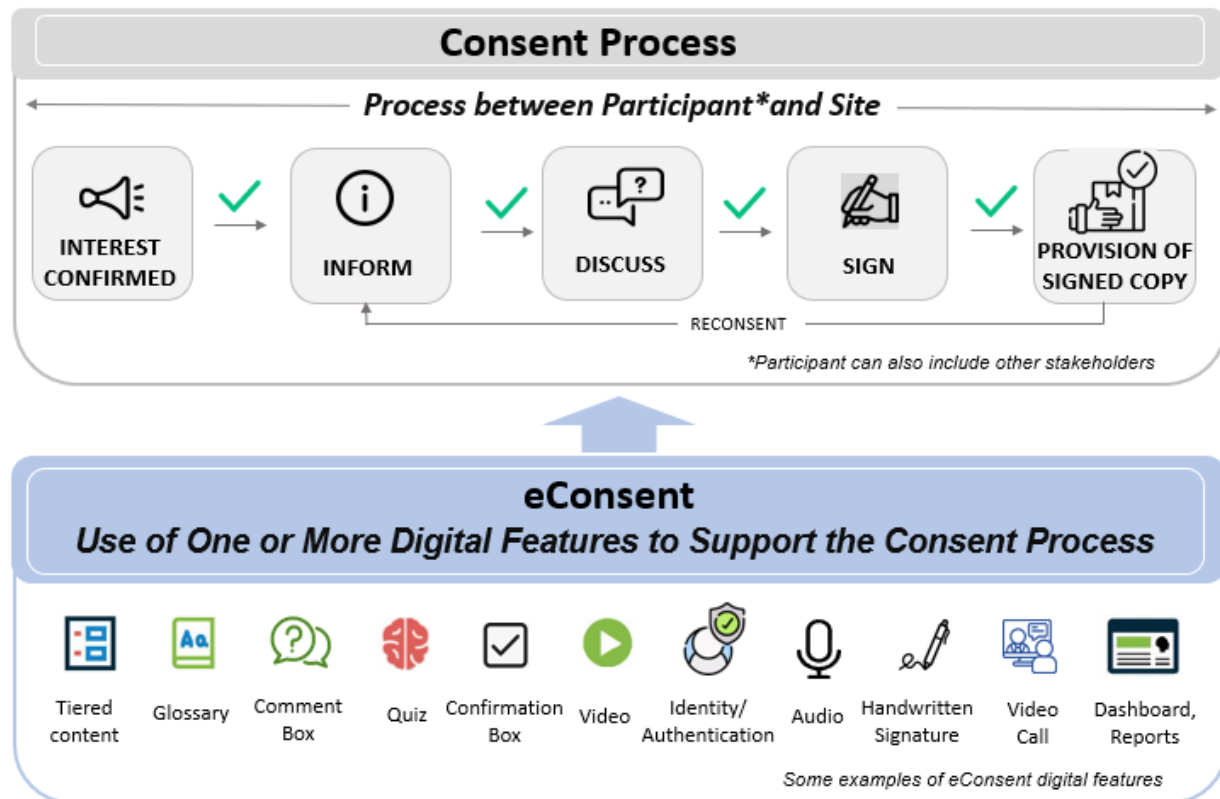 Consent Process
Process between Participant*and Site
INTEREST
CONFIRMED
INFORM
DISCUSS
SIGN
PROVISION OF
SIGNED COPY
RECONSENT
*Participant can also include other stakeholders
eConsent
Use of One or More Digital Features to Support the Consent Process
Tiered
content
Glossary
Comment
Box
Quiz
Confirmation
Box
Video
Identity/
Authentication
Audio
Handwritten
Signature
Video
Call
Dashboard,
Reports
Some examples of eConsent digital features